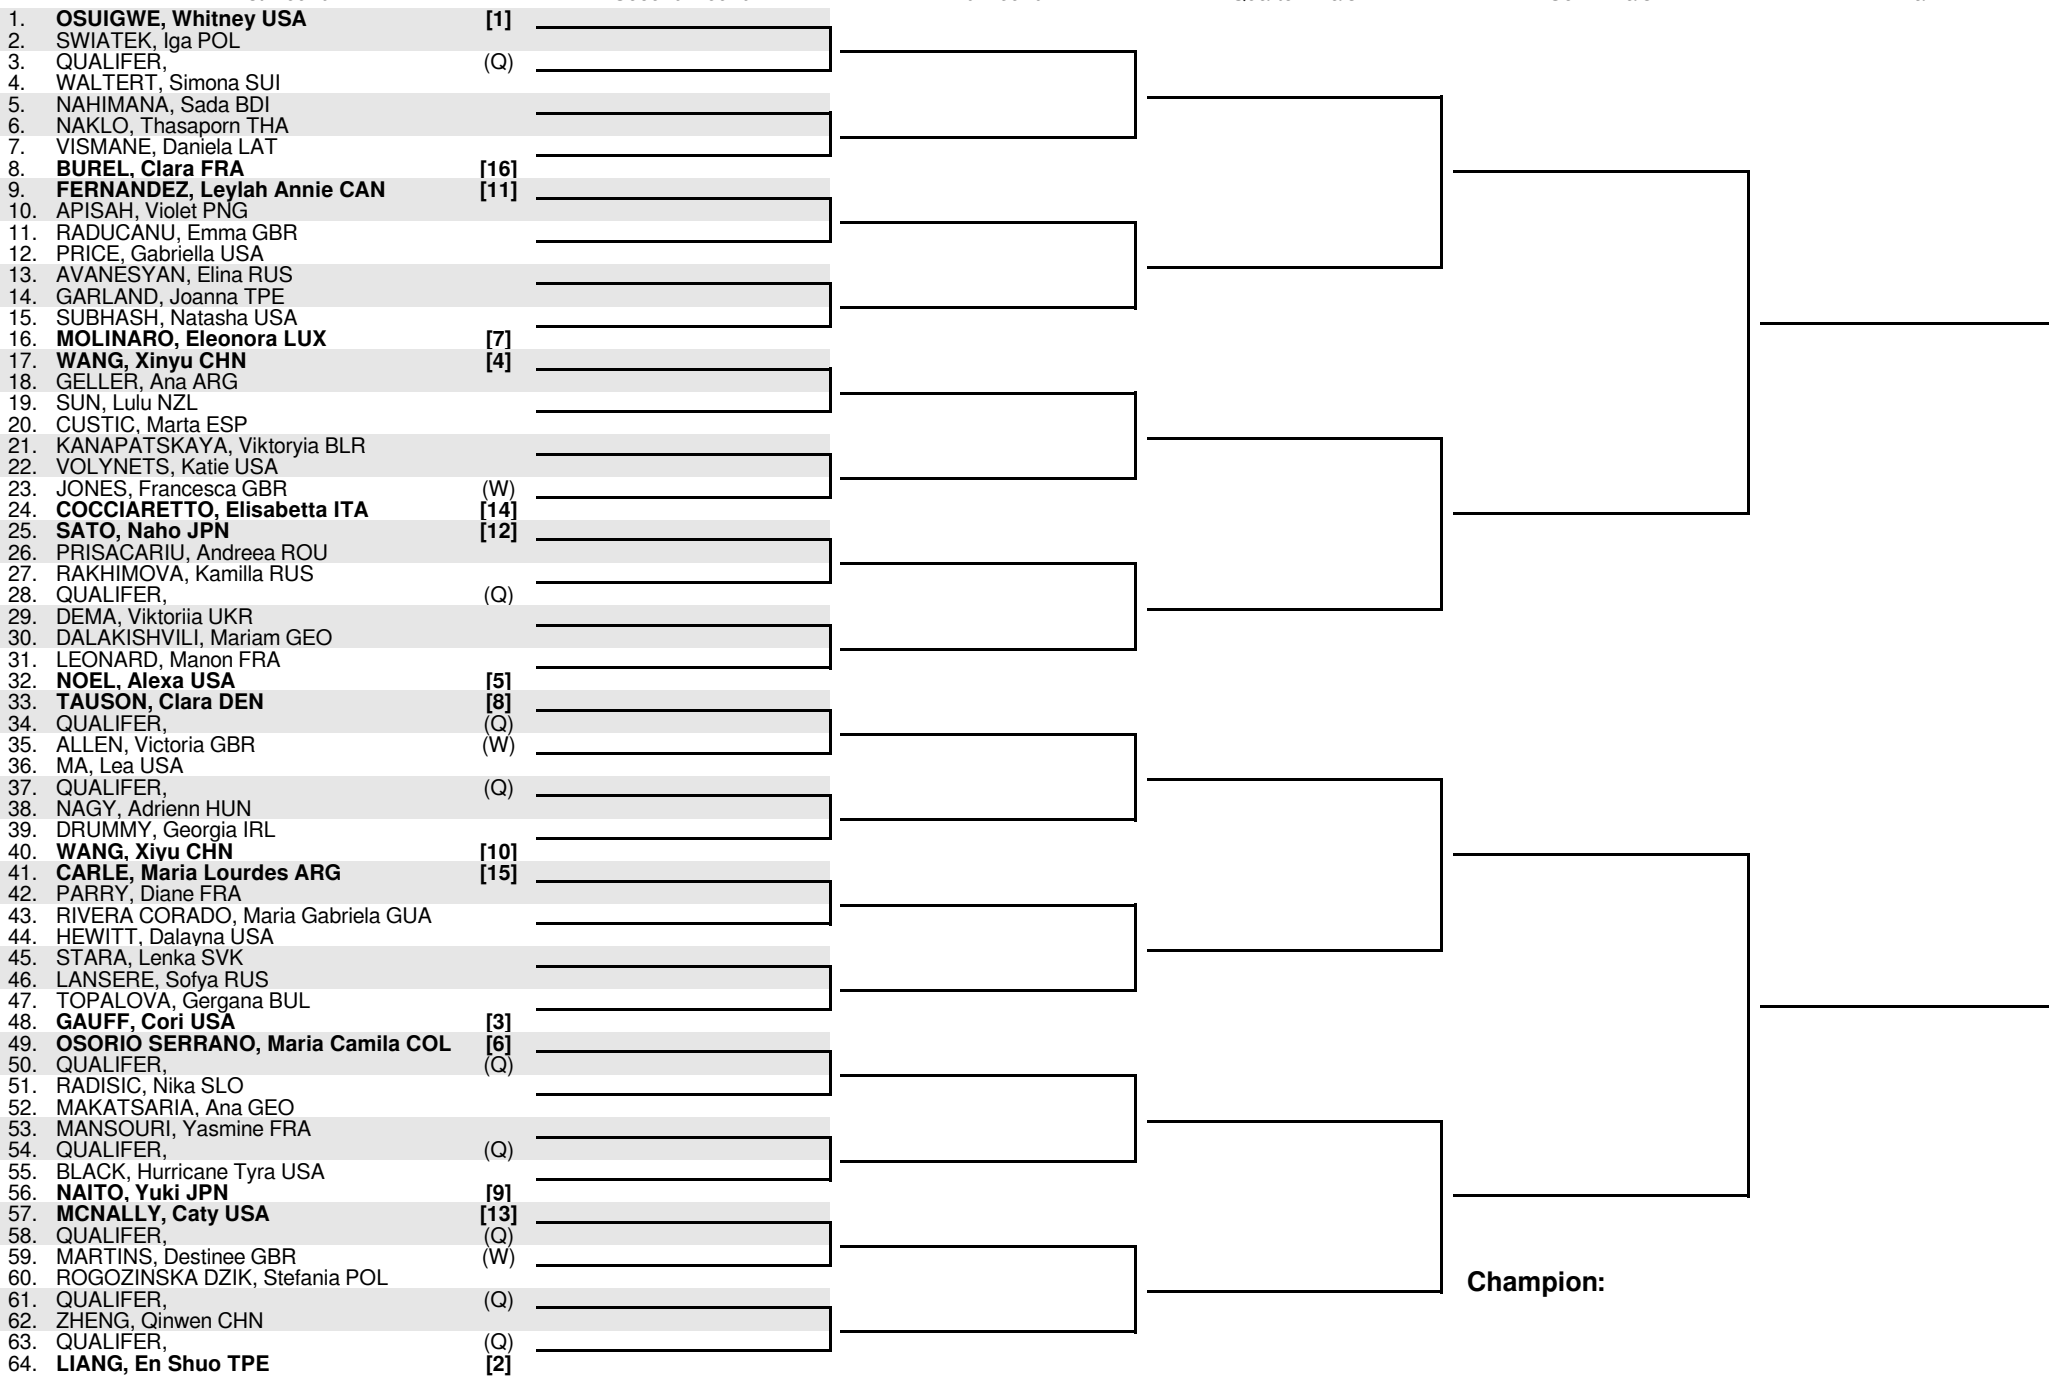 1. OSUIGWE, Whitney USA [1]
2. SWIATEK, Iga POL
3. QUALIFER, (Q)
4. WALTERT, Simona SUI
5. NAHIMANA, Sada BDI
6. NAKLO, Thasaporn THA
7. VISMANE, Daniela LAT
8. BUREL, Clara FRA [16]
9. FERNANDEZ, Leylah Annie CAN [11]
10. APISAH, Violet PNG
11. RADUCANU, Emma GBR
12. PRICE, Gabriella USA
13. AVANESYAN, Elina RUS
14. GARLAND, Joanna TPE
15. SUBHASH, Natasha USA
16. MOLINARO, Eleonora LUX [7]
17. WANG, Xinyu CHN [4]
18. GELLER, Ana ARG
19. SUN, Lulu NZL
20. CUSTIC, Marta ESP
21. KANAPATSKAYA, Viktoryia BLR
22. VOLYNETS, Katie USA
23. JONES, Francesca GBR (W)
24. COCCIARETTO, Elisabetta ITA [14]
25. SATO, Naho JPN [12]
26. PRISACARIU, Andreea ROU
27. RAKHIMOVA, Kamilla RUS
28. QUALIFER, (Q)
29. DEMA, Viktoriia UKR
30. DALAKISHVILI, Mariam GEO
31. LEONARD, Manon FRA
32. NOEL, Alexa USA [5]
33. TAUSON, Clara DEN [8]
34. QUALIFER, (Q)
35. ALLEN, Victoria GBR (W)
36. MA, Lea USA
37. QUALIFER, (Q)
38. NAGY, Adrienn HUN
39. DRUMMY, Georgia IRL
40. WANG, Xiyu CHN [10]
41. CARLE, Maria Lourdes ARG [15]
42. PARRY, Diane FRA
43. RIVERA CORADO, Maria Gabriela GUA
44. HEWITT, Dalayna USA
45. STARA, Lenka SVK
46. LANSERE, Sofya RUS
47. TOPALOVA, Gergana BUL
48. GAUFF, Cori USA [3]
49. OSORIO SERRANO, Maria Camila COL [6]
50. QUALIFER, (Q)
51. RADISIC, Nika SLO
52. MAKATSARIA, Ana GEO
53. MANSOURI, Yasmine FRA
54. QUALIFER, (Q)
55. BLACK, Hurricane Tyra USA
56. NAITO, Yuki JPN [9]
57. MCNALLY, Caty USA [13]
58. QUALIFER, (Q)
59. MARTINS, Destinee GBR (W)
60. ROGOZINSKA DZIK, Stefania POL
Champion:
61. QUALIFER, (Q)
62. ZHENG, Qinwen CHN
63. QUALIFER, (Q)
64. LIANG, En Shuo TPE [2]